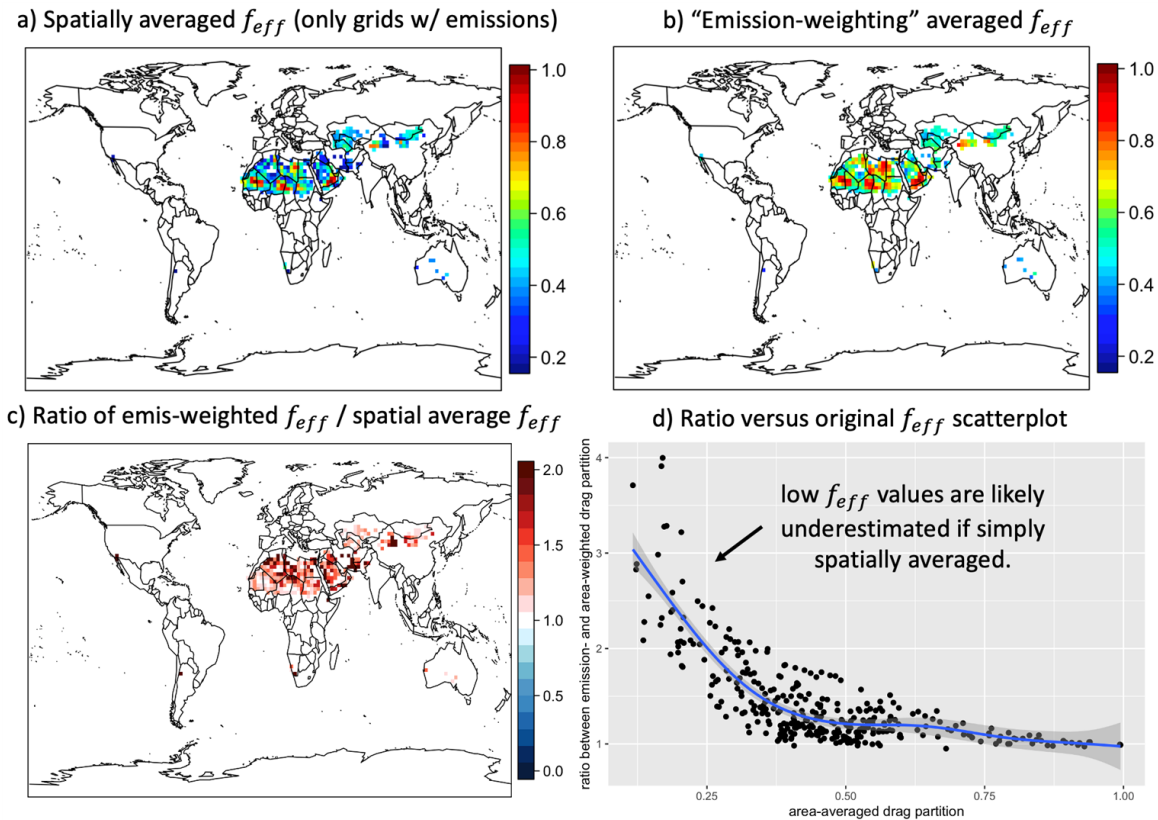 a) Spatially averaged f_eff (only grids w/ emissions)
b) “Emission-weighting” averaged f_eff
1.0
0.8
0.6
0.4
0.2
1.0
0.8
0.6
0.4
0.2
c) Ratio of emis-weighted f_eff / spatial average f_eff
d) Ratio versus original f_eff scatterplot
2.0
1.5
1.0
0.5
0.0
ratio between emission- and area-weighted drag partition
4
3
2
1
low f_eff values are likely
underestimated if simply
spatially averaged.
0.25
0.50
0.75
1.00
area-averaged drag partition